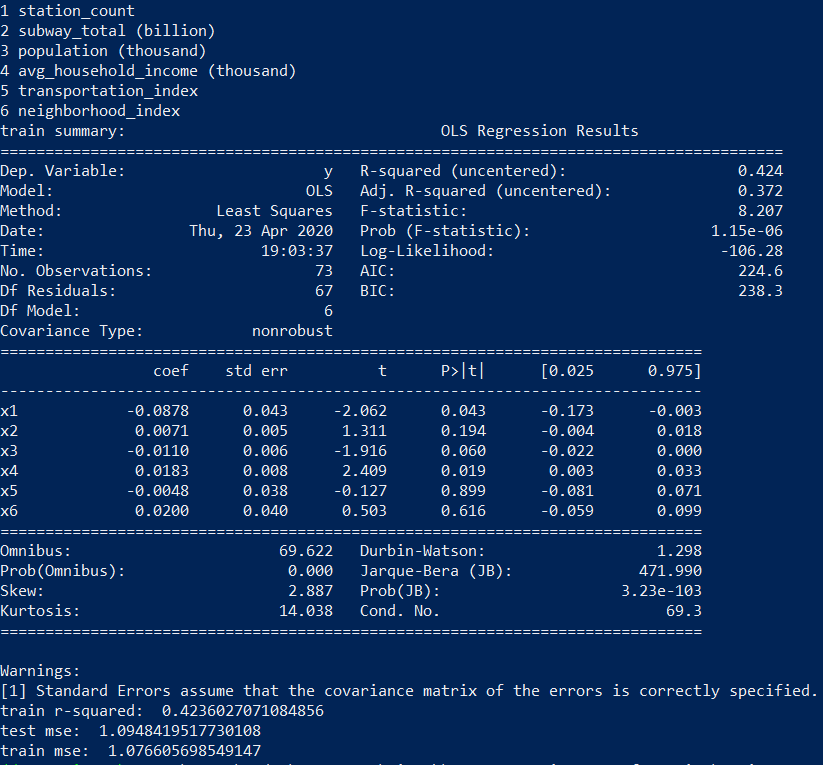 1 station_count
2 subway_total (billion)
3 population (thousand)
4 avg_household_income (thousand)
5 transportation_index
6 neighborhood_index
train summary:                                   OLS Regression Results
=======================================================================================
Dep. Variable:                      y   R-squared (uncentered):                   0.424
Model:                            OLS   Adj. R-squared (uncentered):              0.372
Method:                 Least Squares   F-statistic:                              8.207
Date:                Thu, 23 Apr 2020   Prob (F-statistic):                    1.15e-06
Time:                        19:03:37   Log-Likelihood:                         -106.28
No. Observations:                  73   AIC:                                      224.6
Df Residuals:                      67   BIC:                                      238.3
Df Model:                           6
Covariance Type:            nonrobust
==============================================================================
                 coef    std err          t      P>|t|      [0.025      0.975]
------------------------------------------------------------------------------
x1            -0.0878      0.043     -2.062      0.043      -0.173      -0.003
x2             0.0071      0.005      1.311      0.194      -0.004       0.018
x3            -0.0110      0.006     -1.916      0.060      -0.022       0.000
x4             0.0183      0.008      2.409      0.019       0.003       0.033
x5            -0.0048      0.038     -0.127      0.899      -0.081       0.071
x6             0.0200      0.040      0.503      0.616      -0.059       0.099
==============================================================================
Omnibus:                       69.622   Durbin-Watson:                   1.298
Prob(Omnibus):                  0.000   Jarque-Bera (JB):              471.990
Skew:                           2.887   Prob(JB):                    3.23e-103
Kurtosis:                      14.038   Cond. No.                         69.3
==============================================================================
Warnings:
[1] Standard Errors assume that the covariance matrix of the errors is correctly specified.
train r-squared:  0.4236027071084856
test mse:  1.0948419517730108
train mse:  1.076605698549147